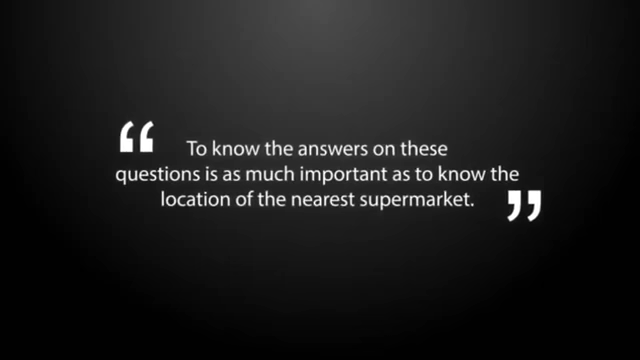 “ To know the answers on these
questions is as much important as to know the
location of the nearest supermarket. ”